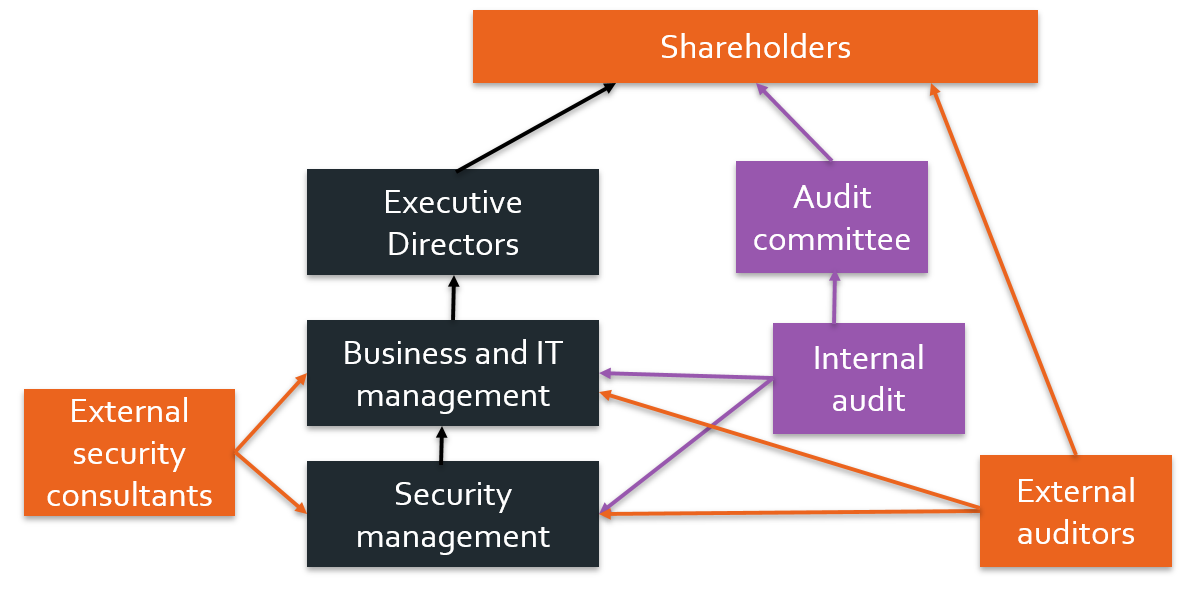 Shareholders
Executive
Directors
Audit
committee
Business and IT
management
Internal
audit
External
security
consultants
Security
management
External
auditors